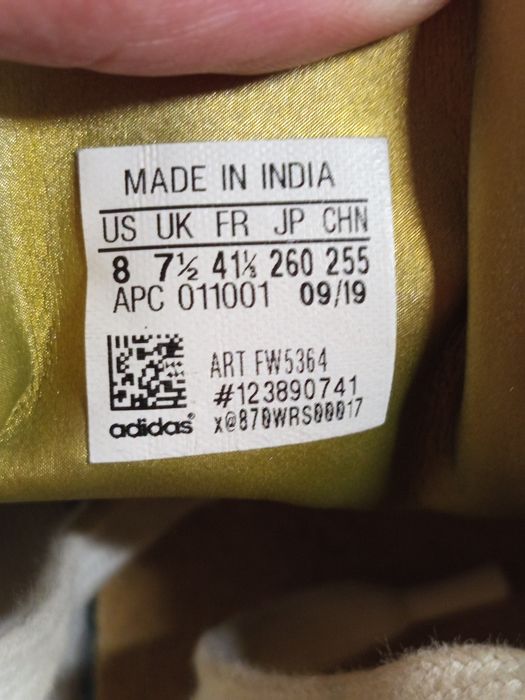 MADE IN INDIA
US UK FR JP CHN
8 7½ 41⅓ 260 255
APC 011001 09/19
ART FW5364
#123890741
adidas x@870WRS00017